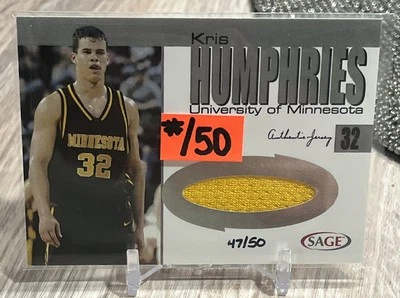 Kris
HUMPHRIES
University of Minnesota
*/50
Authentic Jersey
32
MINNESOTA
32
47/50
SAGE